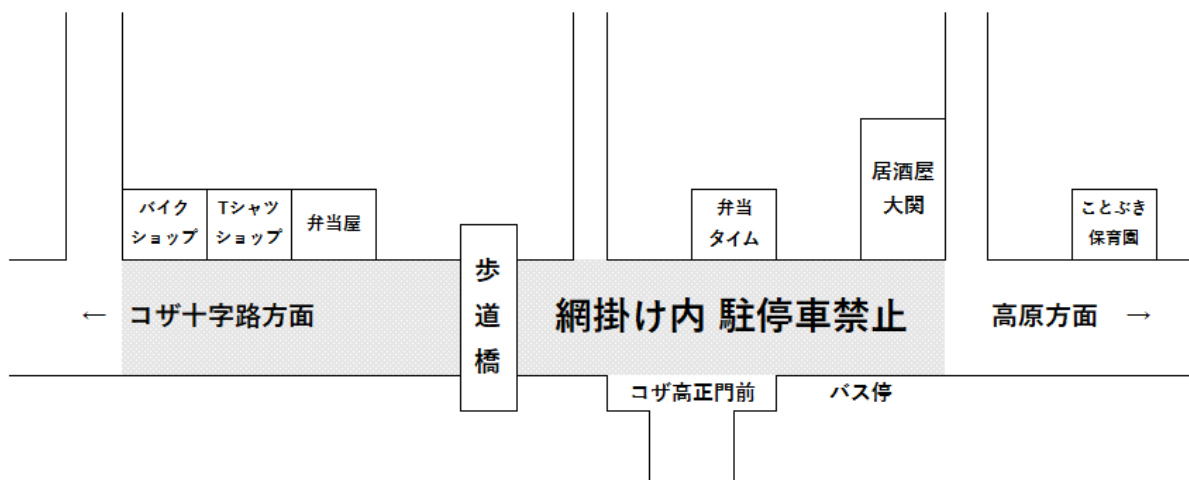 バイク
ショップ
Tシャツ
ショップ
弁当屋
歩
道
橋
弁当
タイム
居酒屋
大関
ことぶき
保育園
← コザ十字路方面
網掛け内 駐停車禁止
高原方面 →
コザ高正門前
バス停